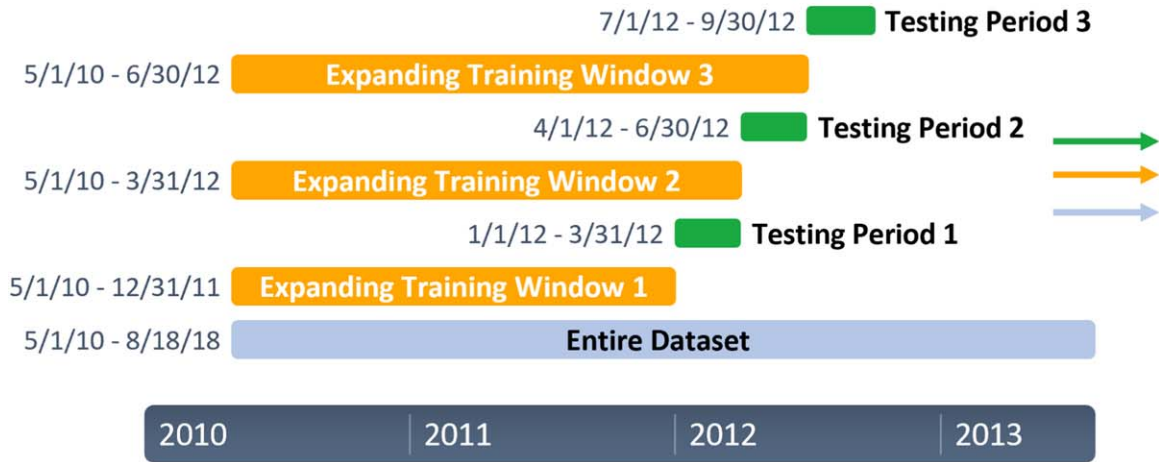 7/1/12 - 9/30/12 Testing Period 3
5/1/10 - 6/30/12 Expanding Training Window 3
4/1/12 - 6/30/12 Testing Period 2
5/1/10 - 3/31/12 Expanding Training Window 2
1/1/12 - 3/31/12 Testing Period 1
5/1/10 - 12/31/11 Expanding Training Window 1
5/1/10 - 8/18/18 Entire Dataset
2010 2011 2012 2013